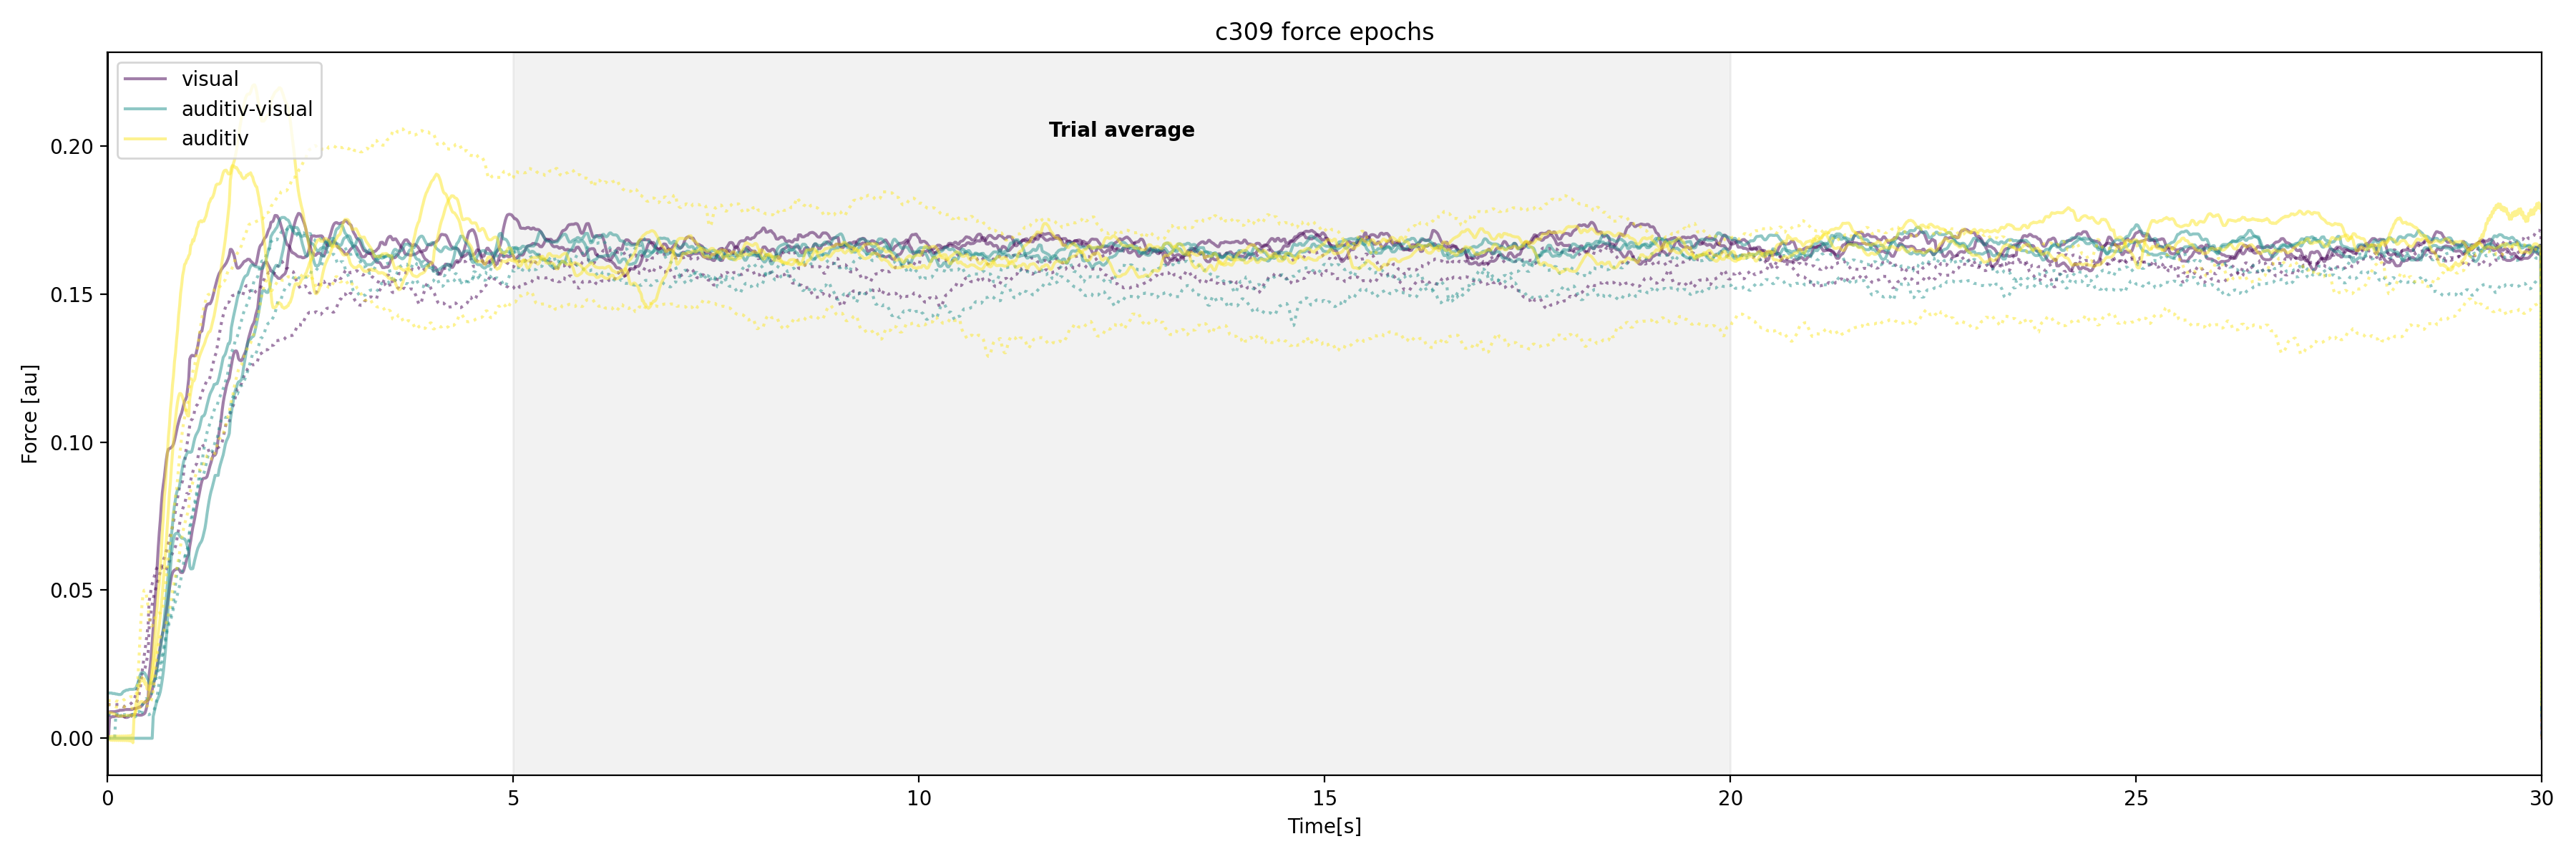 c309 force epochs
visual
auditiv-visual
auditiv
Trial average
0.20
0.15
0.10
0.05
0.00
Force [au]
0 5 10 15 20 25 30
Time[s]